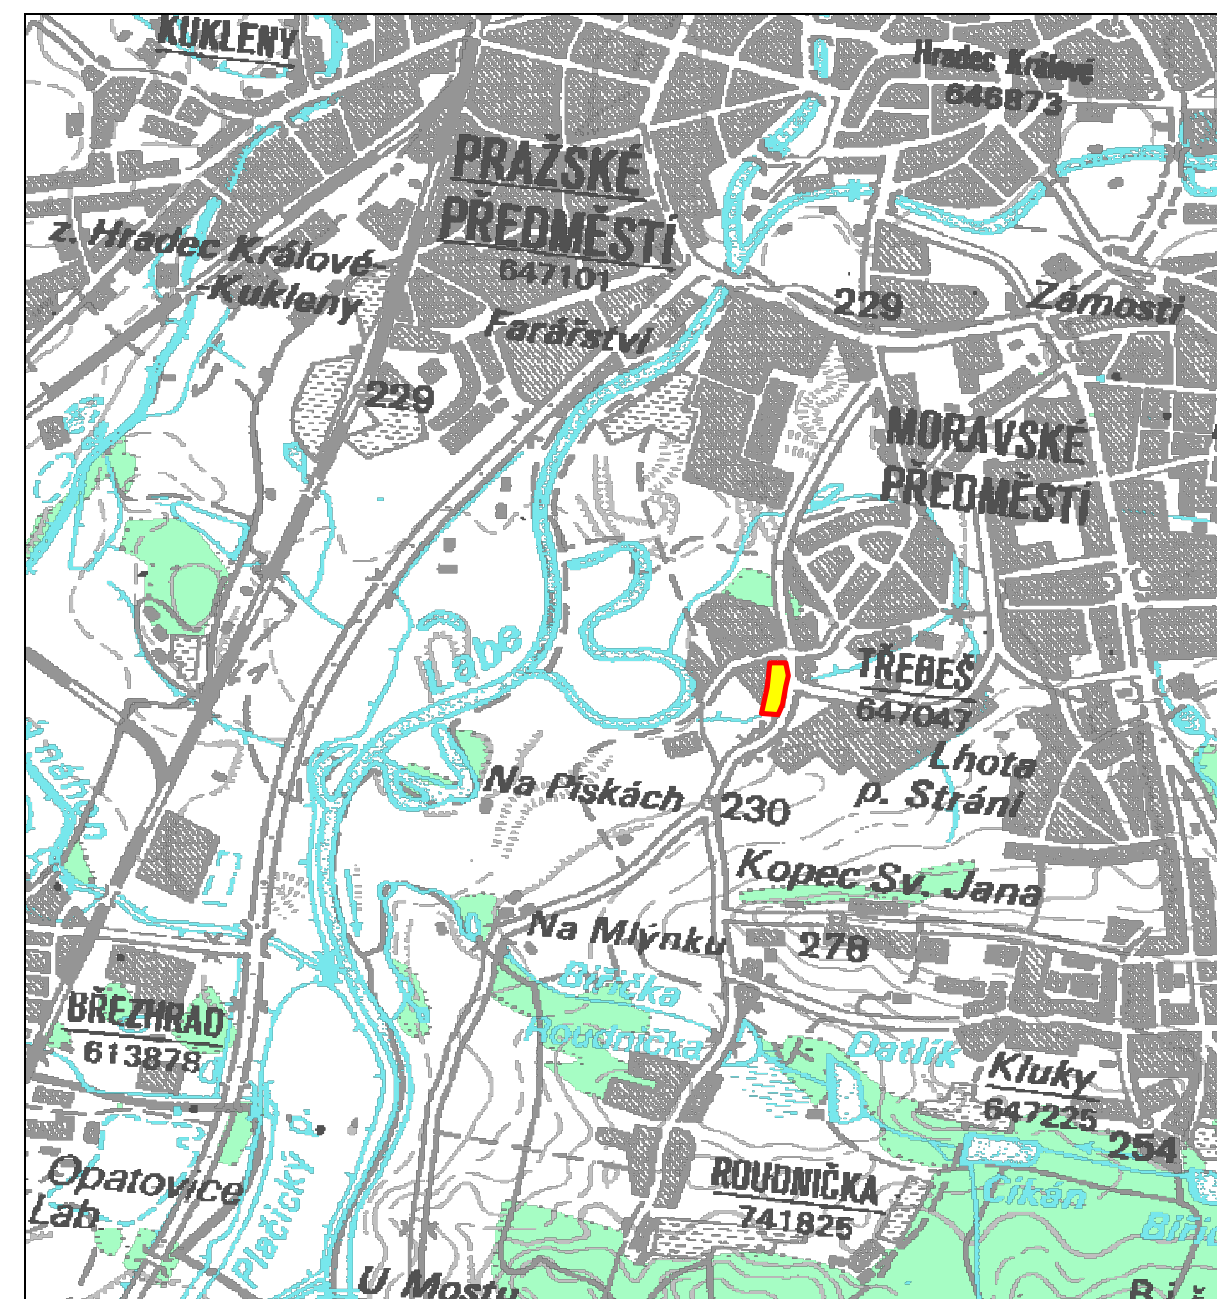 KUKLENY
Hradec Králové
646873
PRAŽSKÉ
PŘEDMĚSTÍ
647101
z. Hradec Králové-
-Kukleny
Farářství
229
Zámostí
229
MORAVSKÉ
PŘEDMĚSTÍ
Labe
TŘEBEŠ
647047
Lhota
p. Strání
Na Pískách
230
Kopec Sv. Jana
Na Mlýnku
278
Biřička
Roudnička
Datlík
BŘEZHRAD
613878
Kluky
647225
254
Opatovice
Lab.
Plačický p.
ROUDNIČKA
741825
Cikán
U Mostu